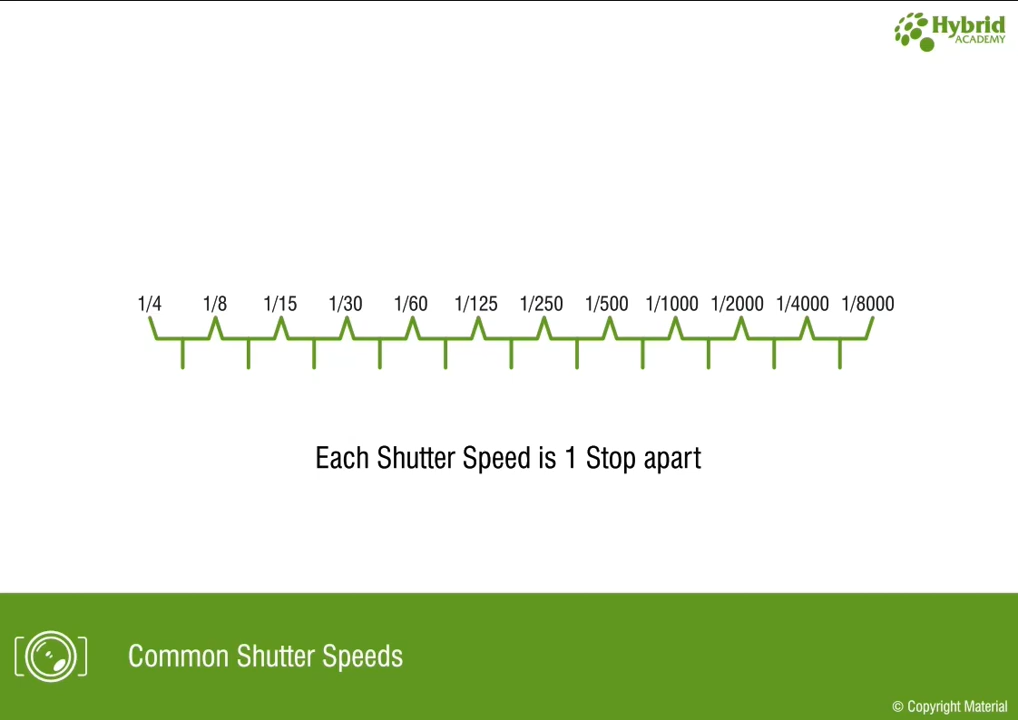 Hybrid
ACADEMY
1/4 1/8 1/15 1/30 1/60 1/125 1/250 1/500 1/1000 1/2000 1/4000 1/8000
Each Shutter Speed is 1 Stop apart
Common Shutter Speeds
© Copyright Material